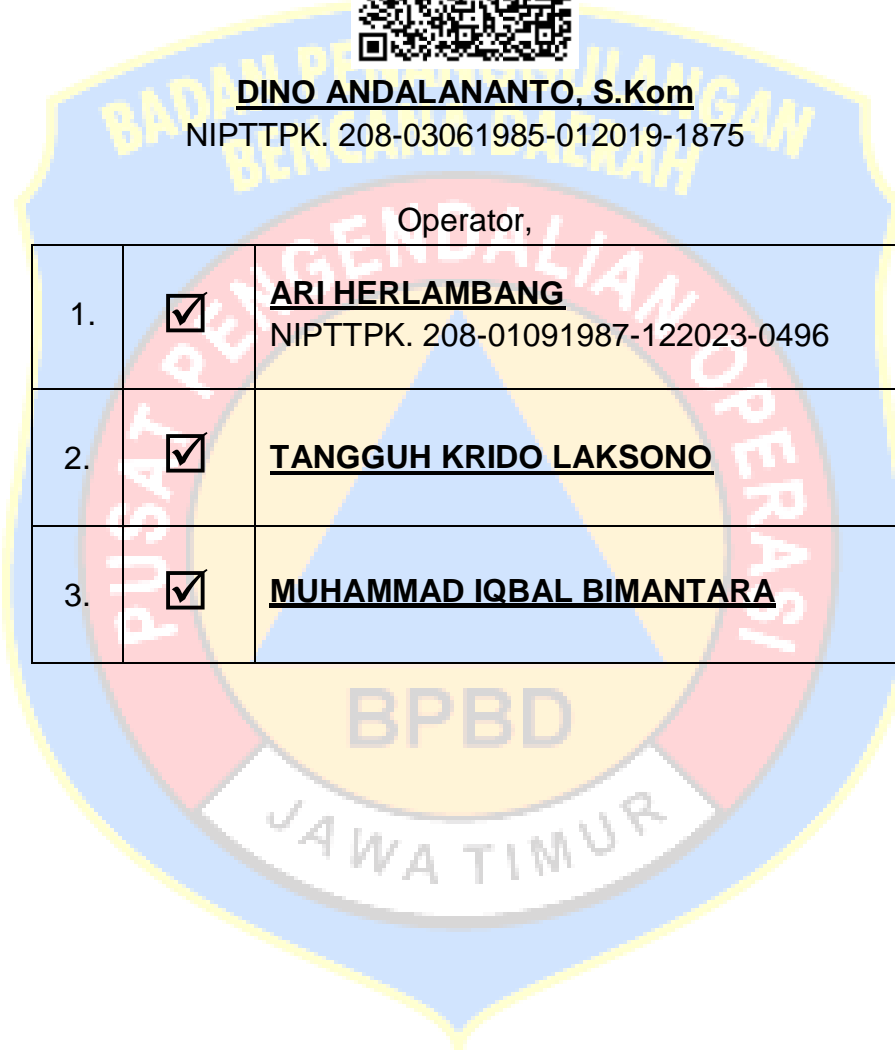 DINO ANDALANANTO, S.Kom
NIPTTPK. 208-03061985-012019-1875
Operator,
1. ☑ ARI HERLAMBANG
NIPTTPK. 208-01091987-122023-0496
2. ☑ TANGGUH KRIDO LAKSONO
3. ☑ MUHAMMAD IQBAL BIMANTARA
BADAN PENANGGULANGAN
BENCANA DAERAH
PUSAT PENGENDALIAN OPERASI
BPBD
JAWA TIMUR